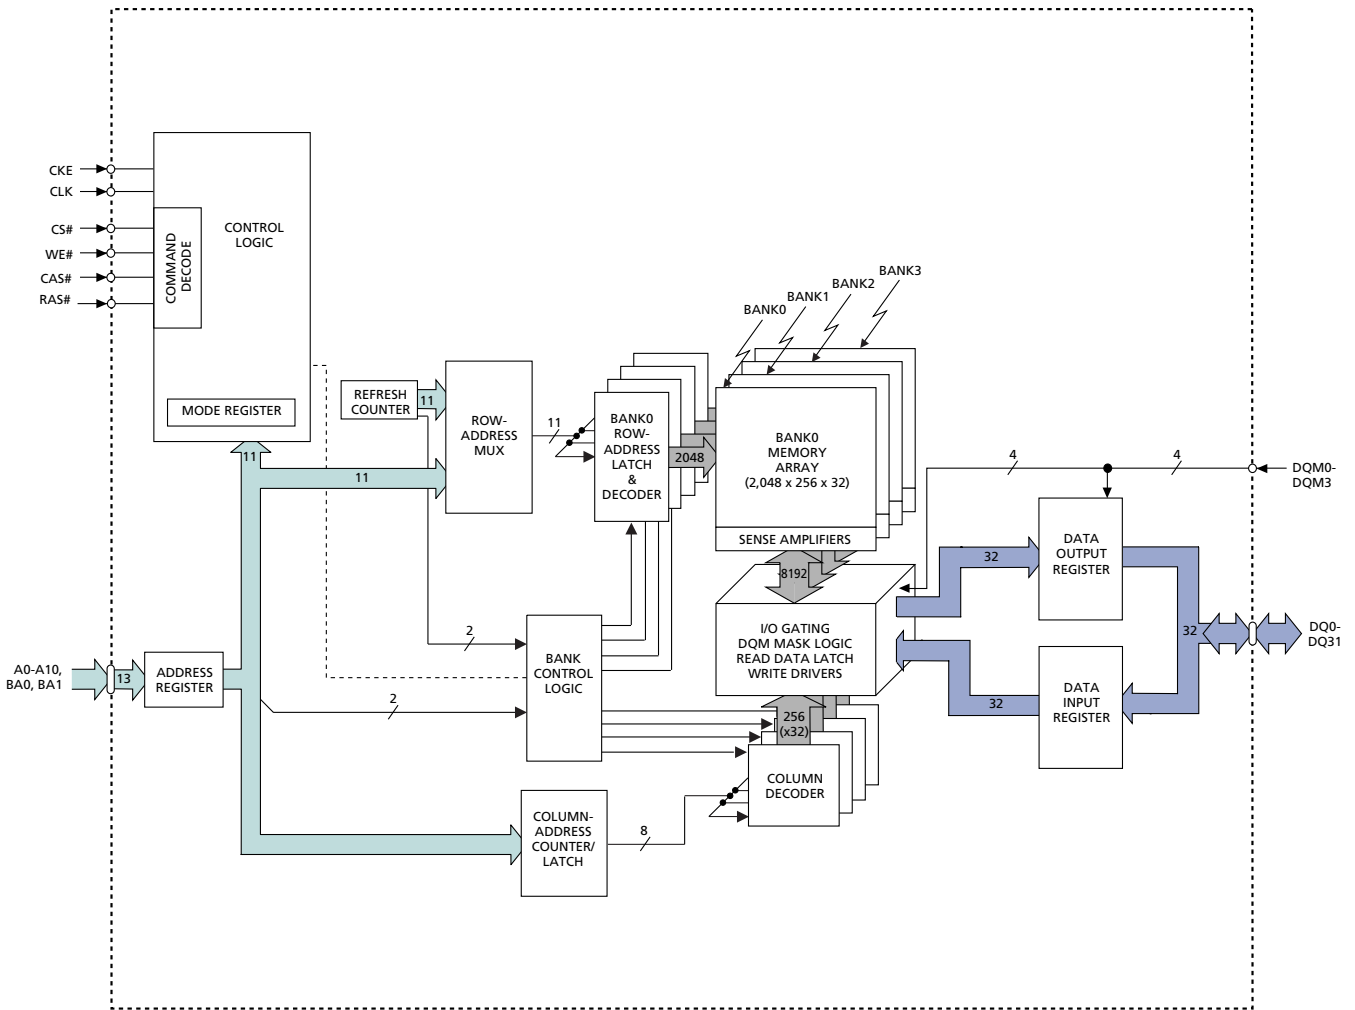 CKE
CLK
CS#
WE#
CAS#
RAS#
COMMAND
DECODE
CONTROL
LOGIC
MODE REGISTER
11
REFRESH
COUNTER
11
11
ROW-
ADDRESS
MUX
11
BANK0
ROW-
ADDRESS
LATCH
&
DECODER
2048
BANK0
BANK1
BANK2
BANK3
BANK0
MEMORY
ARRAY
(2,048 x 256 x 32)
SENSE AMPLIFIERS
8192
I/O GATING
DQM MASK LOGIC
READ DATA LATCH
WRITE DRIVERS
256
(x32)
COLUMN
DECODER
4
4
DQM0-
DQM3
32
DATA
OUTPUT
REGISTER
32
DQ0-
DQ31
32
DATA
INPUT
REGISTER
A0-A10,
BA0, BA1
13
ADDRESS
REGISTER
2
2
BANK
CONTROL
LOGIC
COLUMN-
ADDRESS
COUNTER/
LATCH
8